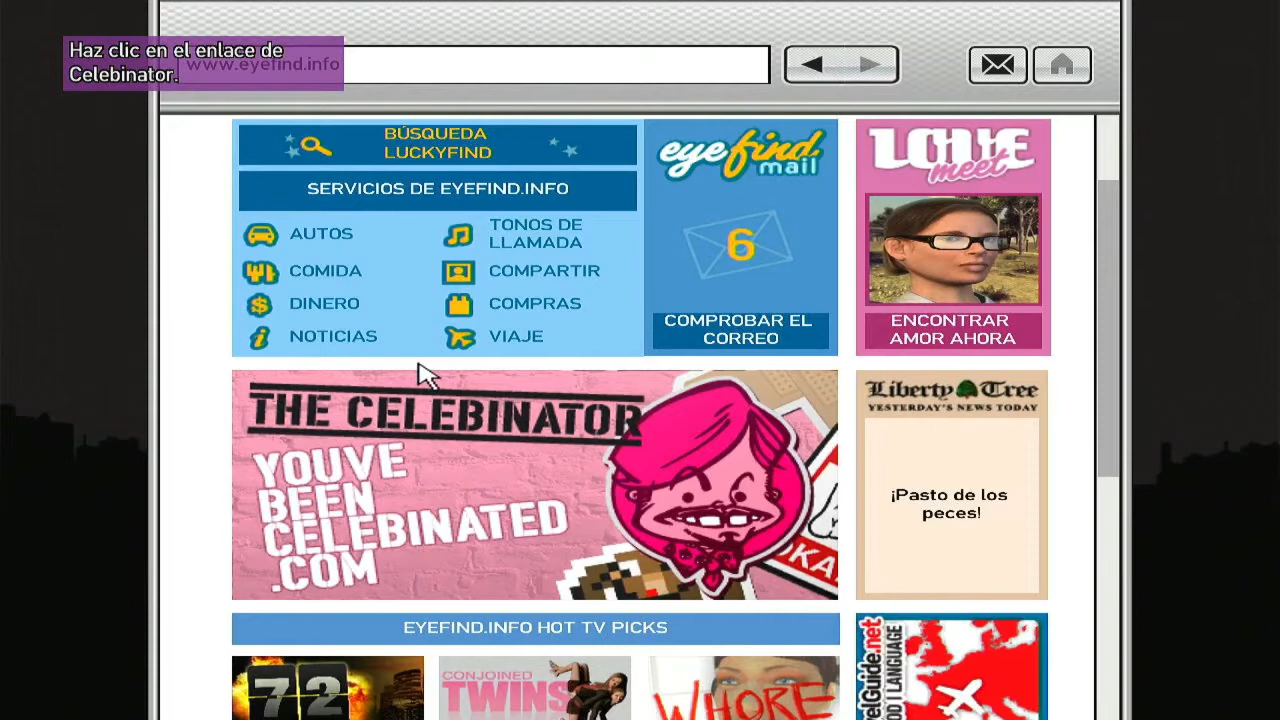 Haz clic en el enlace de
Celebinator.
www.eyefind.info
BÚSQUEDA
LUCKYFIND
SERVICIOS DE EYEFIND.INFO
AUTOS
TONOS DE
LLAMADA
COMIDA
COMPARTIR
DINERO
COMPRAS
NOTICIAS
VIAJE
eyefind
mail
6
COMPROBAR EL
CORREO
LOVE
meet
ENCONTRAR
AMOR AHORA
THE CELEBINATOR
YOUVE
BEEN
CELEBINATED
.COM
Liberty Tree
YESTERDAY'S NEWS TODAY
¡Pasto de los
peces!
EYEFIND.INFO HOT TV PICKS
72
CONJOINED
TWINS
WHORE